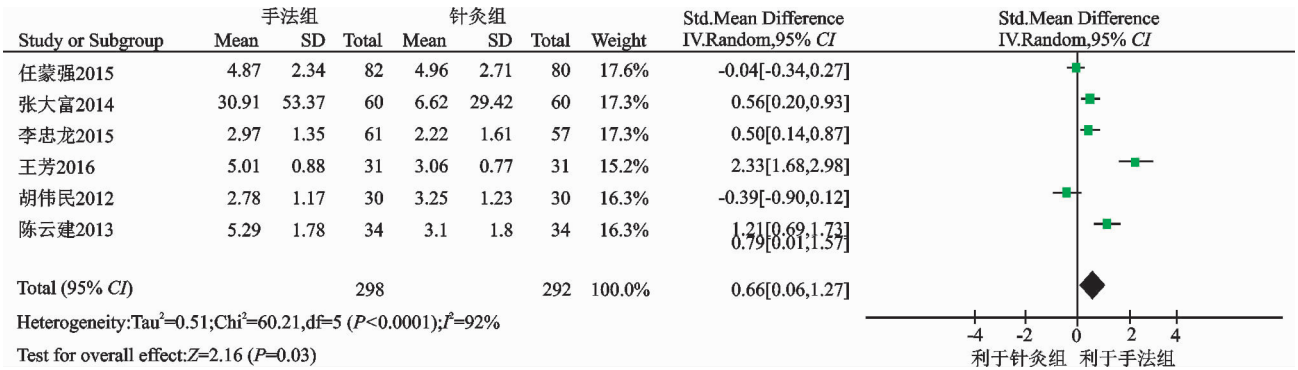 手法组 针灸组 Std.Mean Difference Std.Mean Difference
Study or Subgroup Mean SD Total Mean SD Total Weight IV.Random,95% CI IV.Random,95% CI
任蒙强2015 4.87 2.34 82 4.96 2.71 80 17.6% -0.04[-0.34,0.27]
张大富2014 30.91 53.37 60 6.62 29.42 60 17.3% 0.56[0.20,0.93]
李忠龙2015 2.97 1.35 61 2.22 1.61 57 17.3% 0.50[0.14,0.87]
王芳2016 5.01 0.88 31 3.06 0.77 31 15.2% 2.33[1.68,2.98]
胡伟民2012 2.78 1.17 30 3.25 1.23 30 16.3% -0.39[-0.90,0.12]
陈云建2013 5.29 1.78 34 3.1 1.8 34 16.3% 1.21[0.69,1.73]
0.79[0.01,1.57]
Total (95% CI) 298 292 100.0% 0.66[0.06,1.27]
Heterogeneity:Tau²=0.51;Chi²=60.21,df=5 (P<0.0001);I²=92%
Test for overall effect:Z=2.16 (P=0.03)
-4 -2 0 2 4
利于针灸组 利于手法组